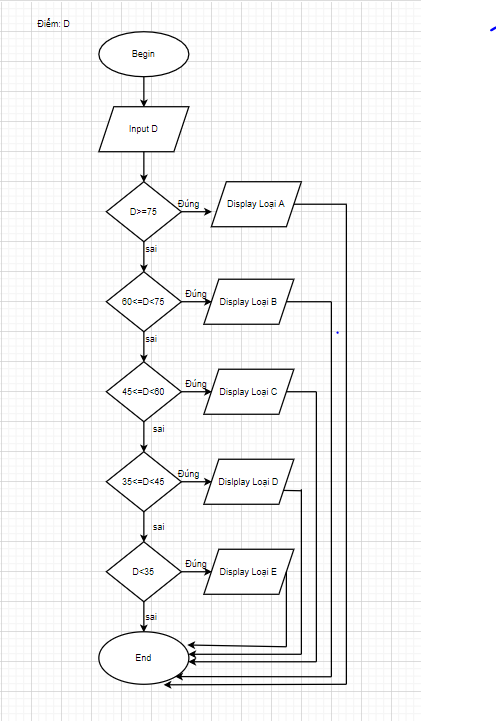 Điểm: D
Begin
Input D
D>=75
Đúng
Display Loại A
sai
60<=D<75
Đúng
Display Loại B
sai
45<=D<60
Đúng
Display Loại C
sai
35<=D<45
Đúng
Dislplay Loại D
sai
D<35
Đúng
Display Loại E
sai
End